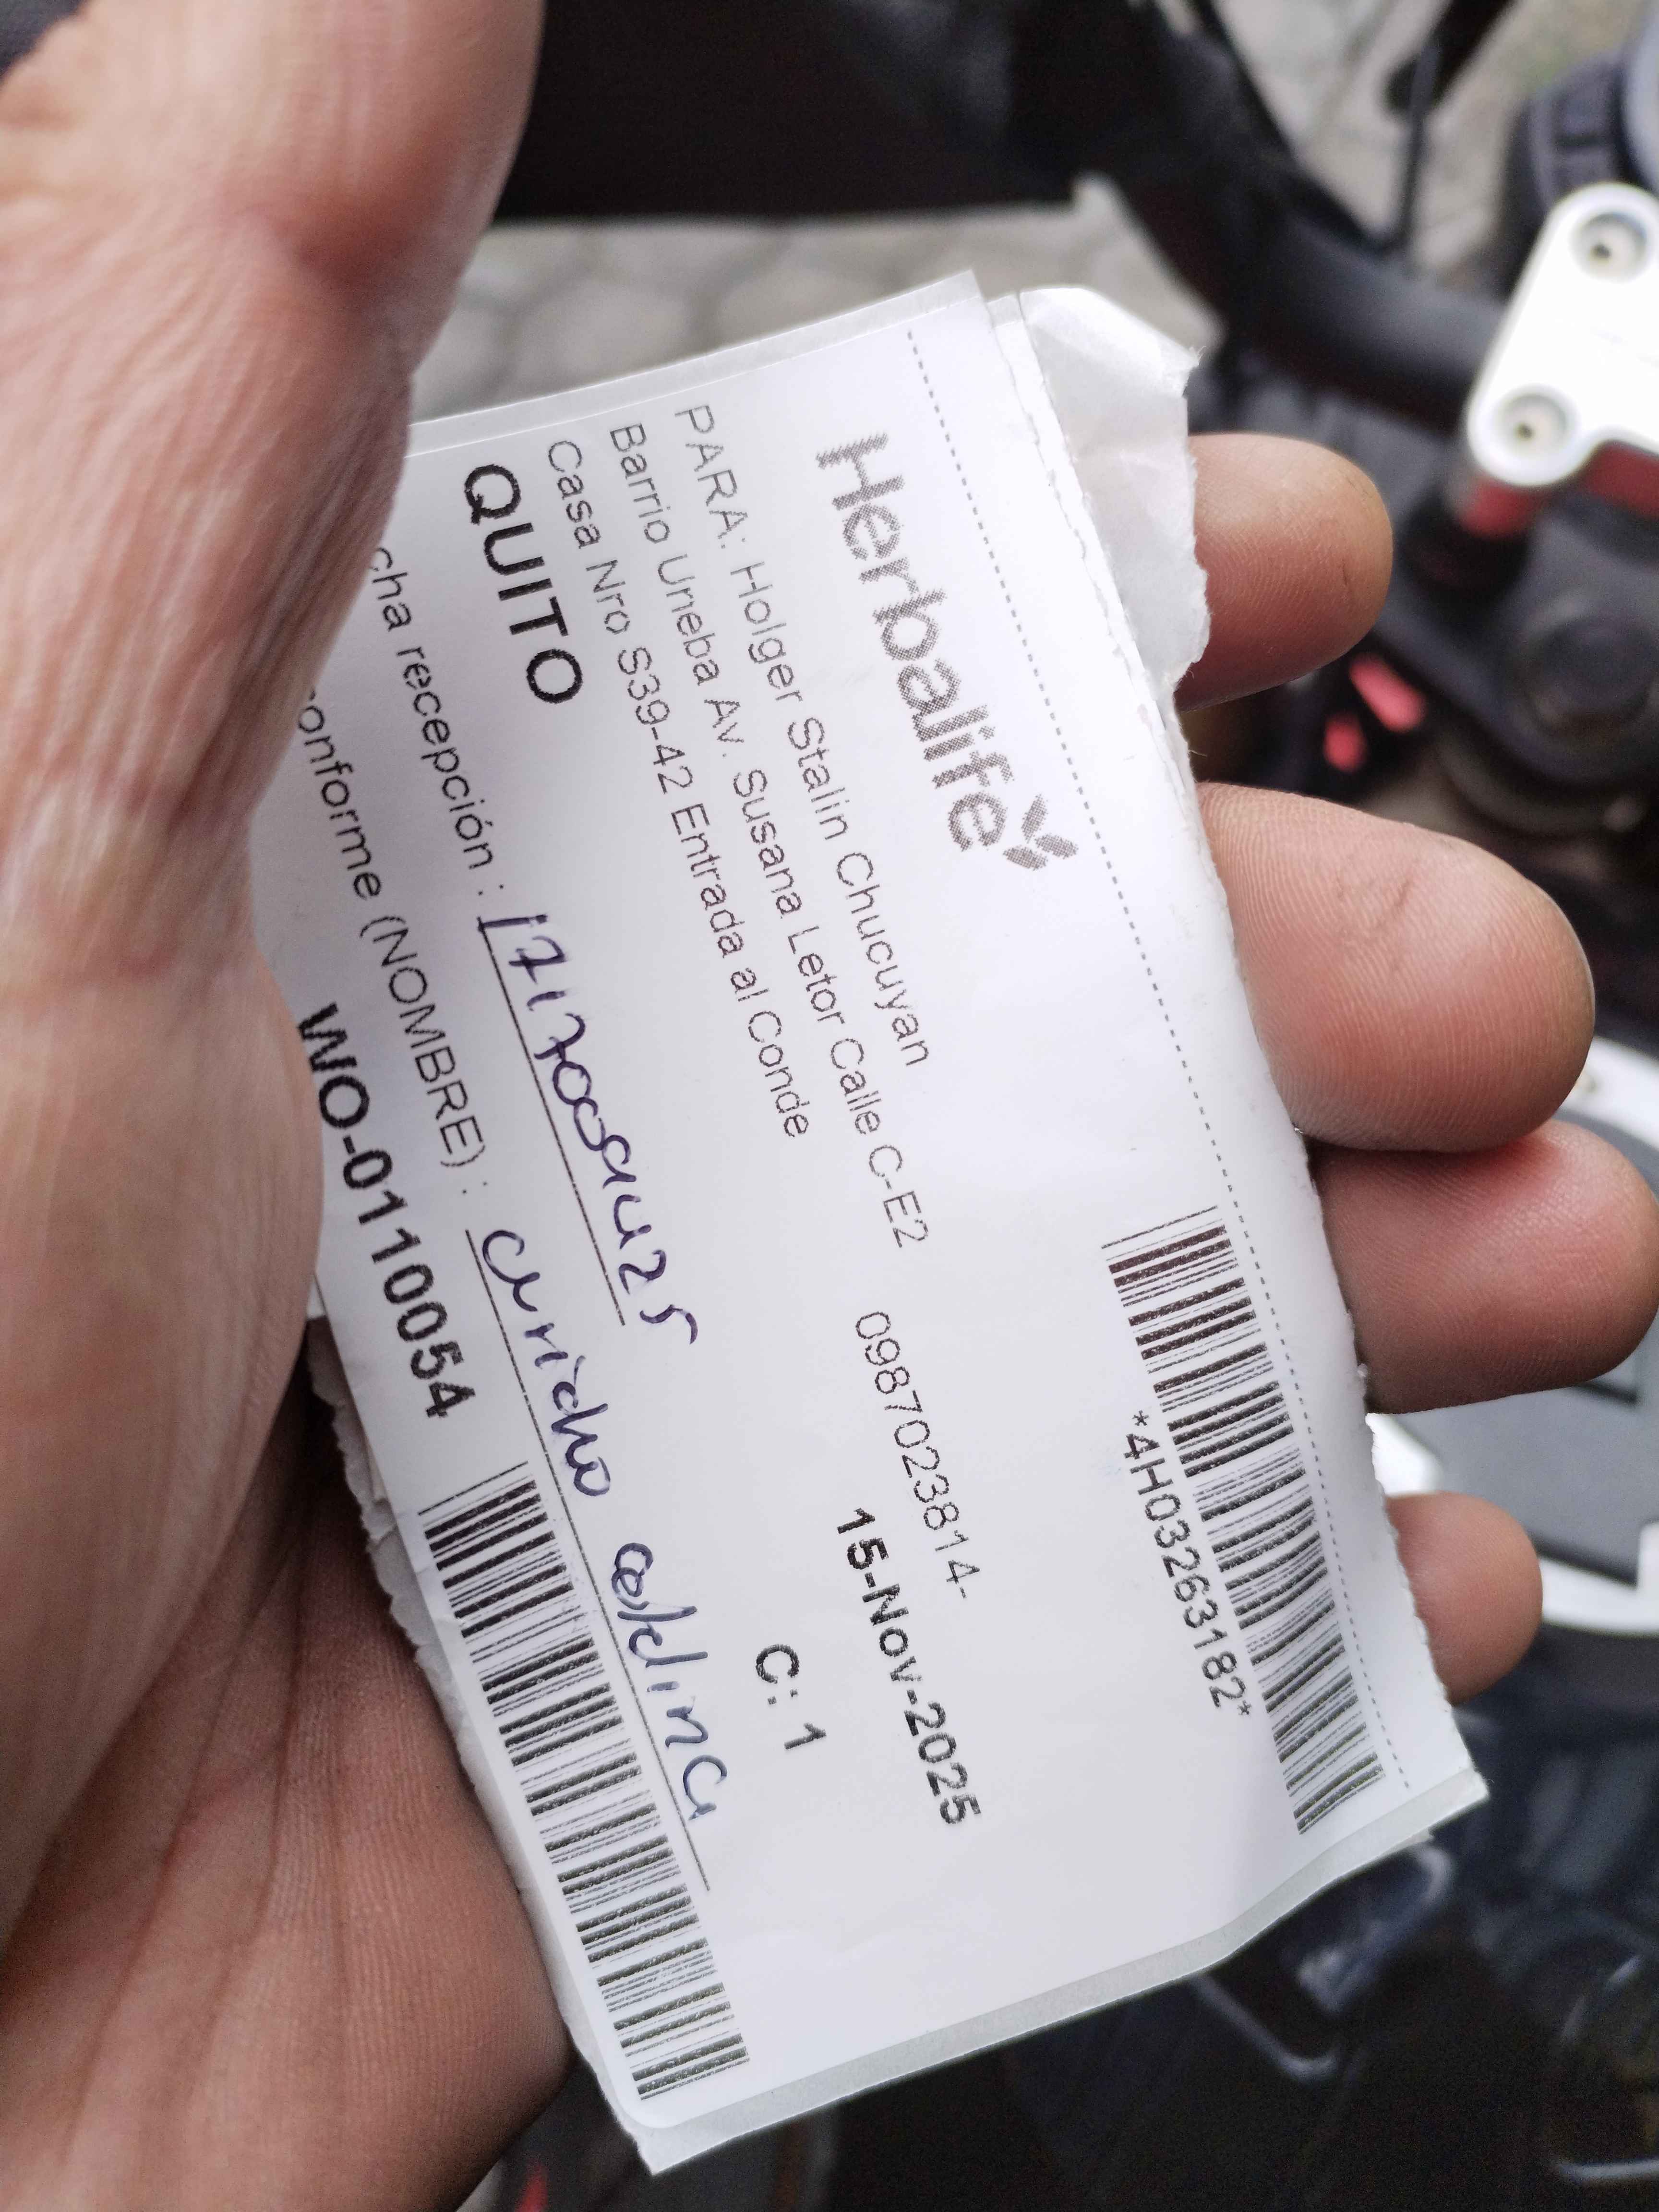 Herbalife
*4H03263182*
PARA: Holger Stalin Chucuyan
Barrio Uneba Av. Susana Letor Calle C-E2 0987023814-
Casa Nro S39-42 Entrada al Conde
15-Nov-2025
QUITO
C: 1
cha recepción :
onforme (NOMBRE) :
WO-0110054